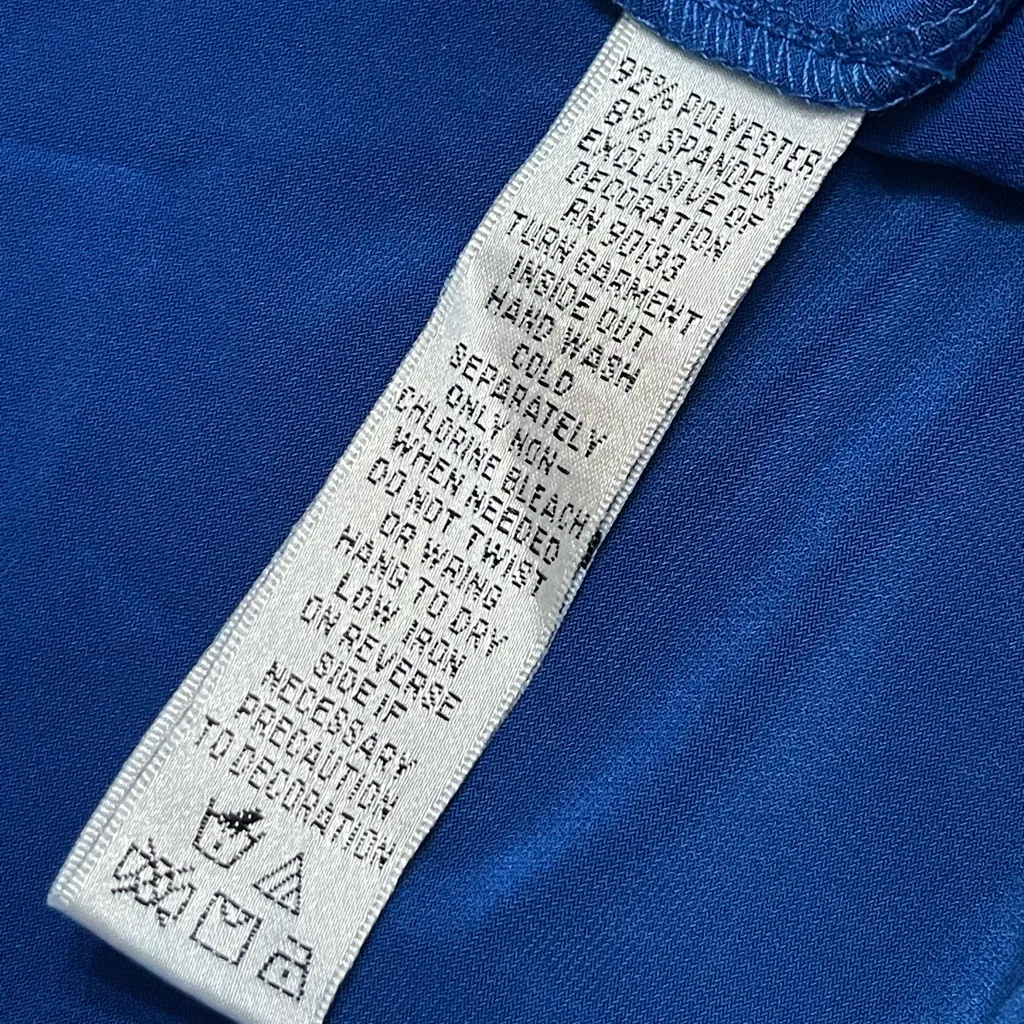 92% POLYESTER
8% SPANDEX
EXCLUSIVE OF
DECORATION
RN 90133
TURN GARMENT
INSIDE OUT
HAND WASH
COLD
SEPARATELY
ONLY NON-
CHLORINE BLEACH
WHEN NEEDED
DO NOT TWIST
OR WRING
HANG TO DRY
LOW IRON
ON REVERSE
SIDE IF
NECESSARY
PRECAUTION
TO DECORATION